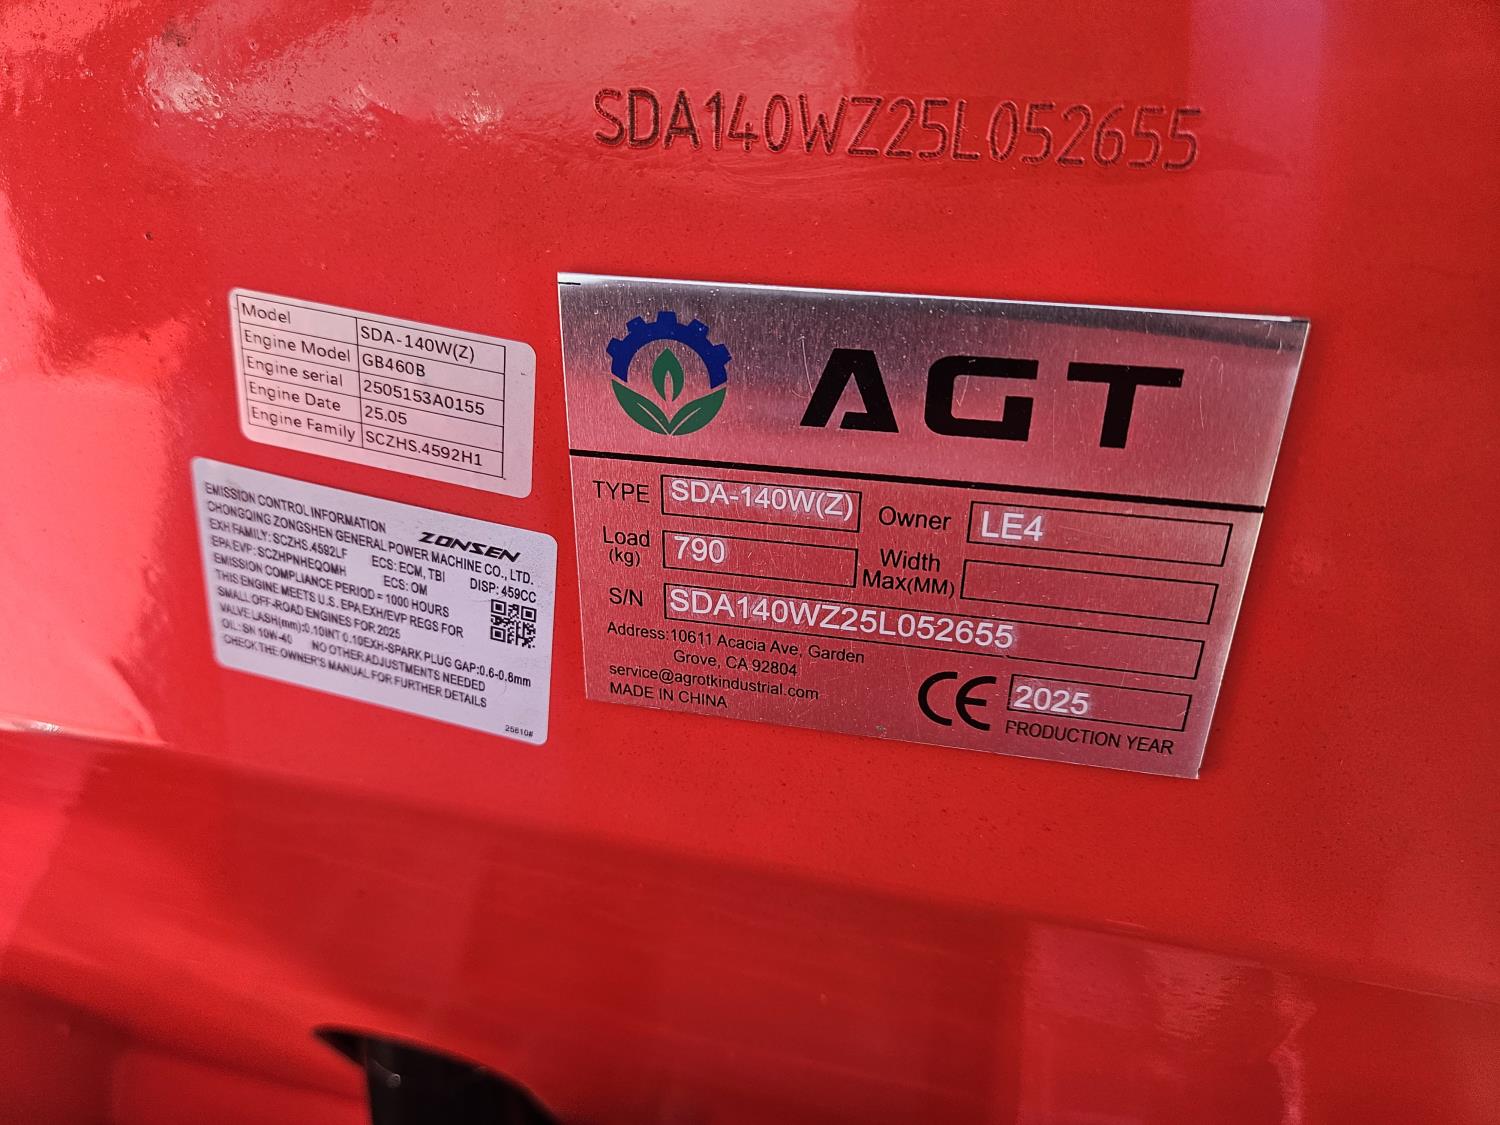 SDA140WZ25L052655
Model SDA-140W(Z)
Engine Model GB460B
Engine serial 2505153A0155
Engine Date 25.05
Engine Family SCZHS.4592H1
EMISSION CONTROL INFORMATION ZONSEN
CHONGQING ZONGSHEN GENERAL POWER MACHINE CO., LTD.
EXH FAMILY: SCZHS.4592LF ECS: ECM, TBI DISP: 459CC
EPA EVP: SCZHPNHEQOMH ECS: OM
EMISSION COMPLIANCE PERIOD = 1000 HOURS
THIS ENGINE MEETS U.S. EPA EXH/EVP REGS FOR
SMALL OFF-ROAD ENGINES FOR 2025
VALVE LASH(mm):0.10INT 0.10EXH-SPARK PLUG GAP:0.6-0.8mm
OIL: SN 10W-40 NO OTHER ADJUSTMENTS NEEDED
CHECK THE OWNER'S MANUAL FOR FURTHER DETAILS
25610#
AGT
TYPE SDA-140W(Z) Owner LE4
Load (kg) 790 Width Max(MM)
S/N SDA140WZ25L052655
Address:10611 Acacia Ave, Garden
Grove, CA 92804
service@agrotkindustrial.com
MADE IN CHINA
CE 2025
PRODUCTION YEAR